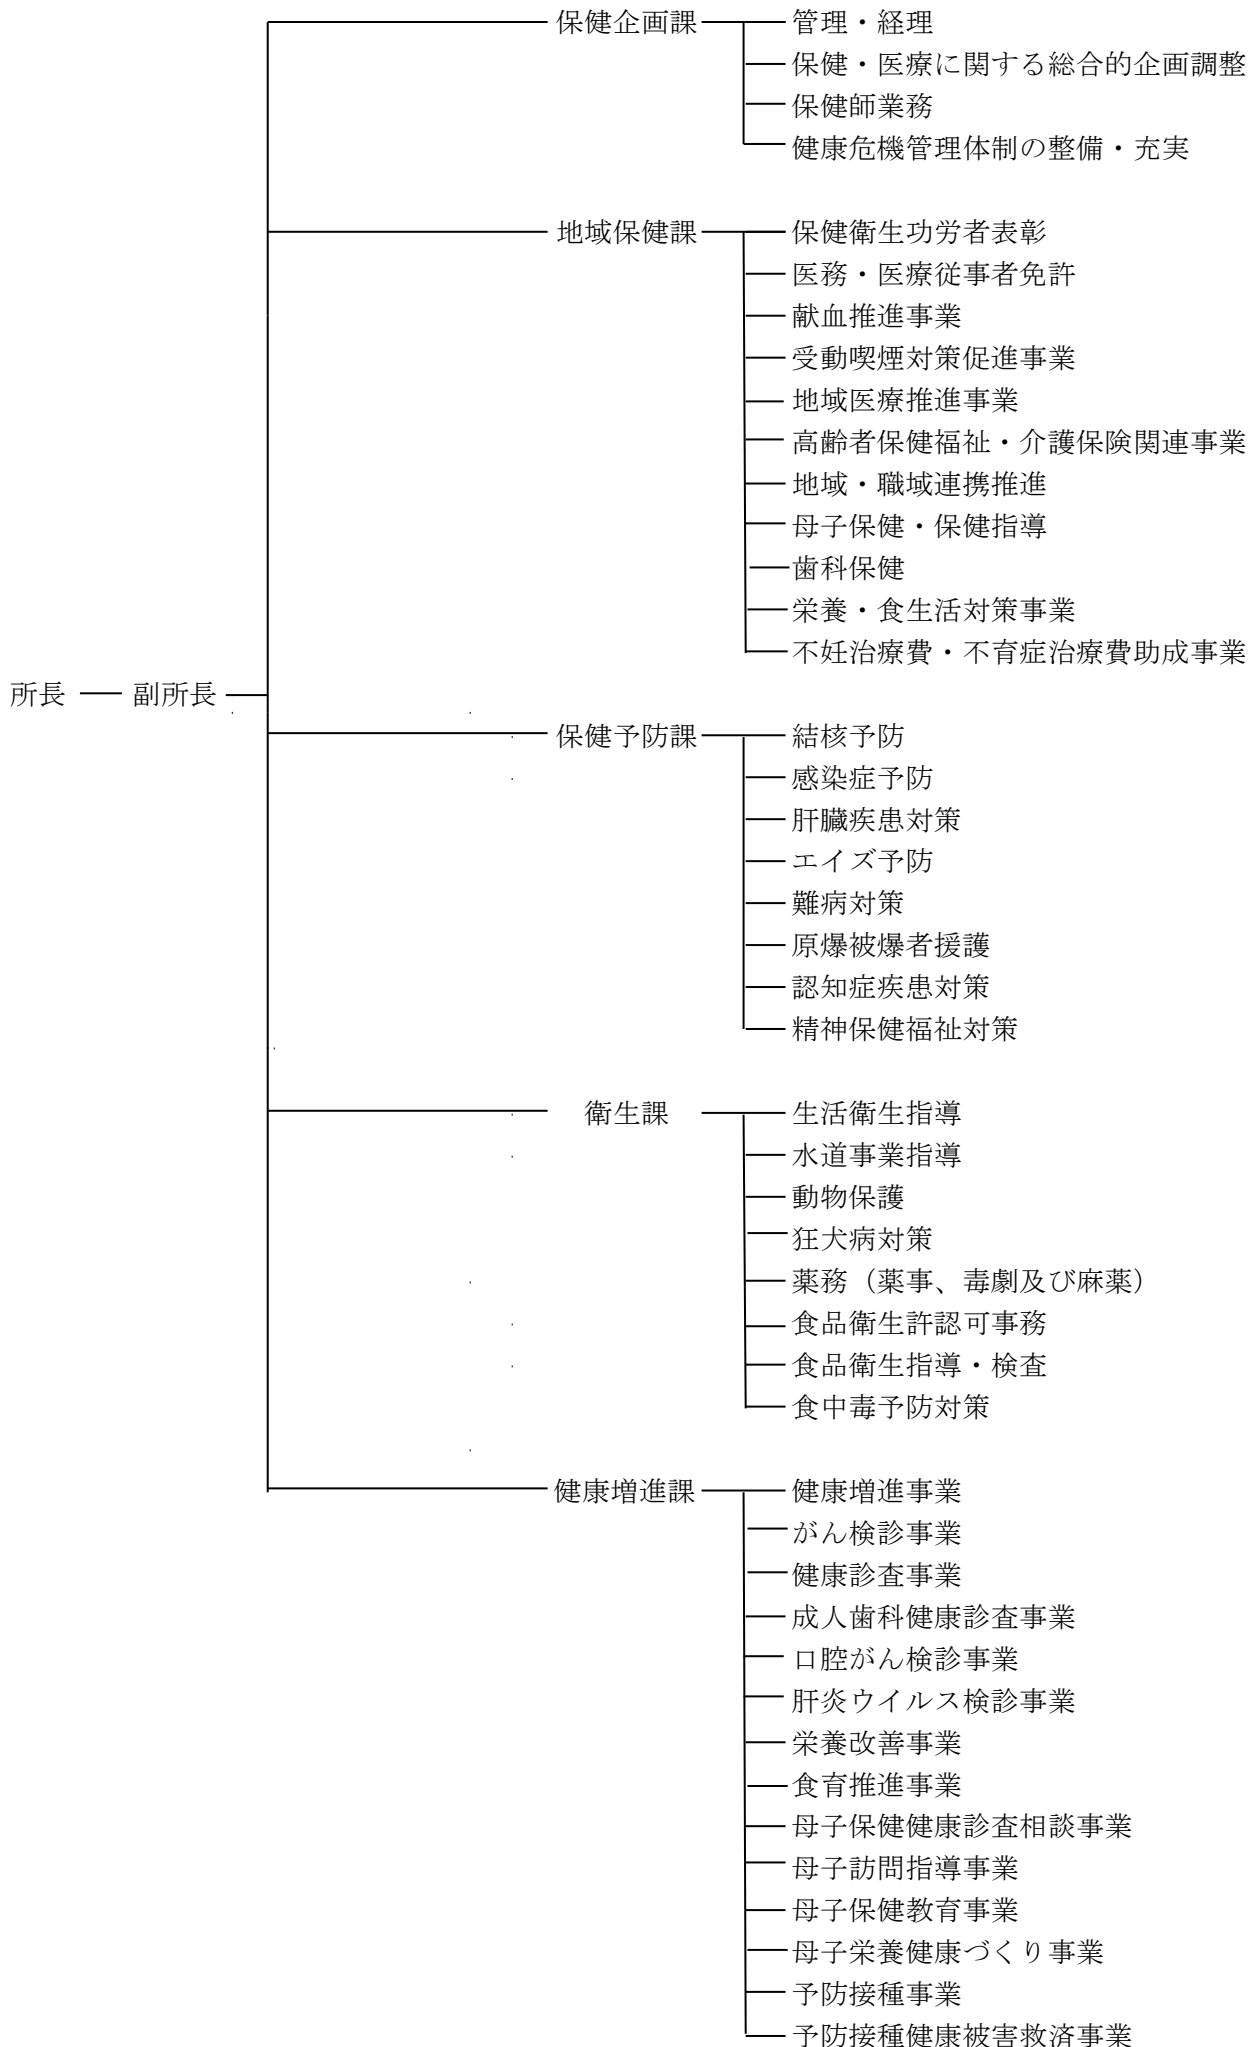 保健企画課 管理・経理
保健・医療に関する総合的企画調整
保健師業務
健康危機管理体制の整備・充実
地域保健課 保健衛生功労者表彰
医務・医療従事者免許
献血推進事業
受動喫煙対策促進事業
地域医療推進事業
高齢者保健福祉・介護保険関連事業
地域・職域連携推進
母子保健・保健指導
歯科保健
栄養・食生活対策事業
不妊治療費・不育症治療費助成事業
所長 副所長
保健予防課 結核予防
感染症予防
肝臓疾患対策
エイズ予防
難病対策
原爆被爆者援護
認知症疾患対策
精神保健福祉対策
衛生課 生活衛生指導
水道事業指導
動物保護
狂犬病対策
薬務（薬事、毒劇及び麻薬）
食品衛生許認可事務
食品衛生指導・検査
食中毒予防対策
健康増進課 健康増進事業
がん検診事業
健康診査事業
成人歯科健康診査事業
口腔がん検診事業
肝炎ウイルス検診事業
栄養改善事業
食育推進事業
母子保健健康診査相談事業
母子訪問指導事業
母子保健教育事業
母子栄養健康づくり事業
予防接種事業
予防接種健康被害救済事業